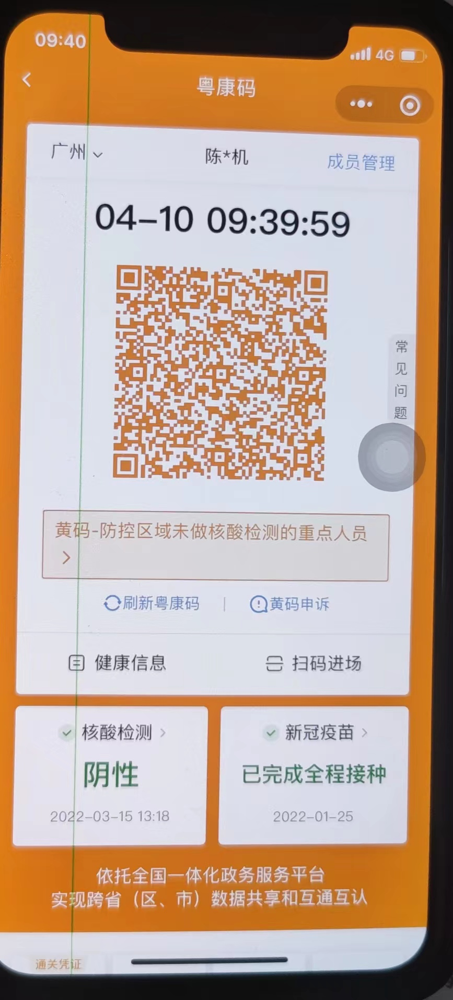 09:40
4G
粤康码
广州
陈*机
成员管理
04-10 09:39:59
常见问题
黄码-防控区域未做核酸检测的重点人员
刷新粤康码
黄码申诉
健康信息
扫码进场
核酸检测
新冠疫苗
阴性
已完成全程接种
2022-03-15 13:18
2022-01-25
依托全国一体化政务服务平台
实现跨省（区、市）数据共享和互通互认
通关凭证